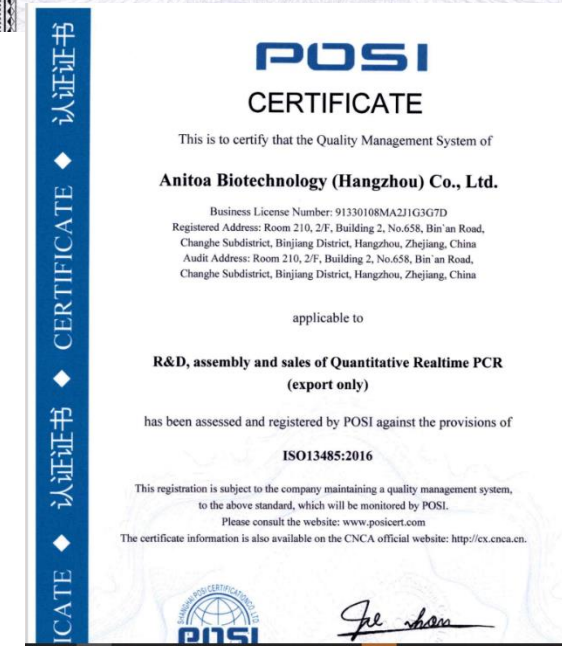 认证证书 ◆ CERTIFICATE ◆ 认证证书 ◆ CERTIFICATE
POSI
CERTIFICATE
This is to certify that the Quality Management System of
Anitoa Biotechnology (Hangzhou) Co., Ltd.
Business License Number: 91330108MA2J1G3G7D
Registered Address: Room 210, 2/F, Building 2, No.658, Bin`an Road,
Changhe Subdistrict, Binjiang District, Hangzhou, Zhejiang, China
Audit Address: Room 210, 2/F, Building 2, No.658, Bin`an Road,
Changhe Subdistrict, Binjiang District, Hangzhou, Zhejiang, China
applicable to
R&D, assembly and sales of Quantitative Realtime PCR
(export only)
has been assessed and registered by POSI against the provisions of
ISO13485:2016
This registration is subject to the company maintaining a quality management system,
to the above standard, which will be monitored by POSI.
Please consult the website: www.posicert.com
The certificate information is also available on the CNCA official website: http://cx.cnca.cn.
SHANGHAI POSI CERTIFICATION CO. LTD
POSI